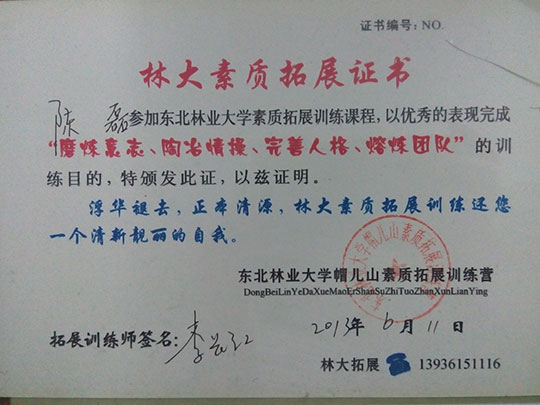 证书编号：NO.
林大素质拓展证书
陈磊参加东北林业大学素质拓展训练课程，以优秀的表现完成
“磨炼意志、陶冶情操、完善人格、熔炼团队”的训
练目的，特颁发此证，以兹证明。
浮华褪去，正本清源，林大素质拓展训练还您
一个清新靓丽的自我。
东北林业大学帽儿山素质拓展训练营
DongBeiLinYeDaXueMaoErShanSuZhiTuoZhanXunLianYing
拓展训练师签名：
2013年6月11日
林大拓展 ☎ 13936151116